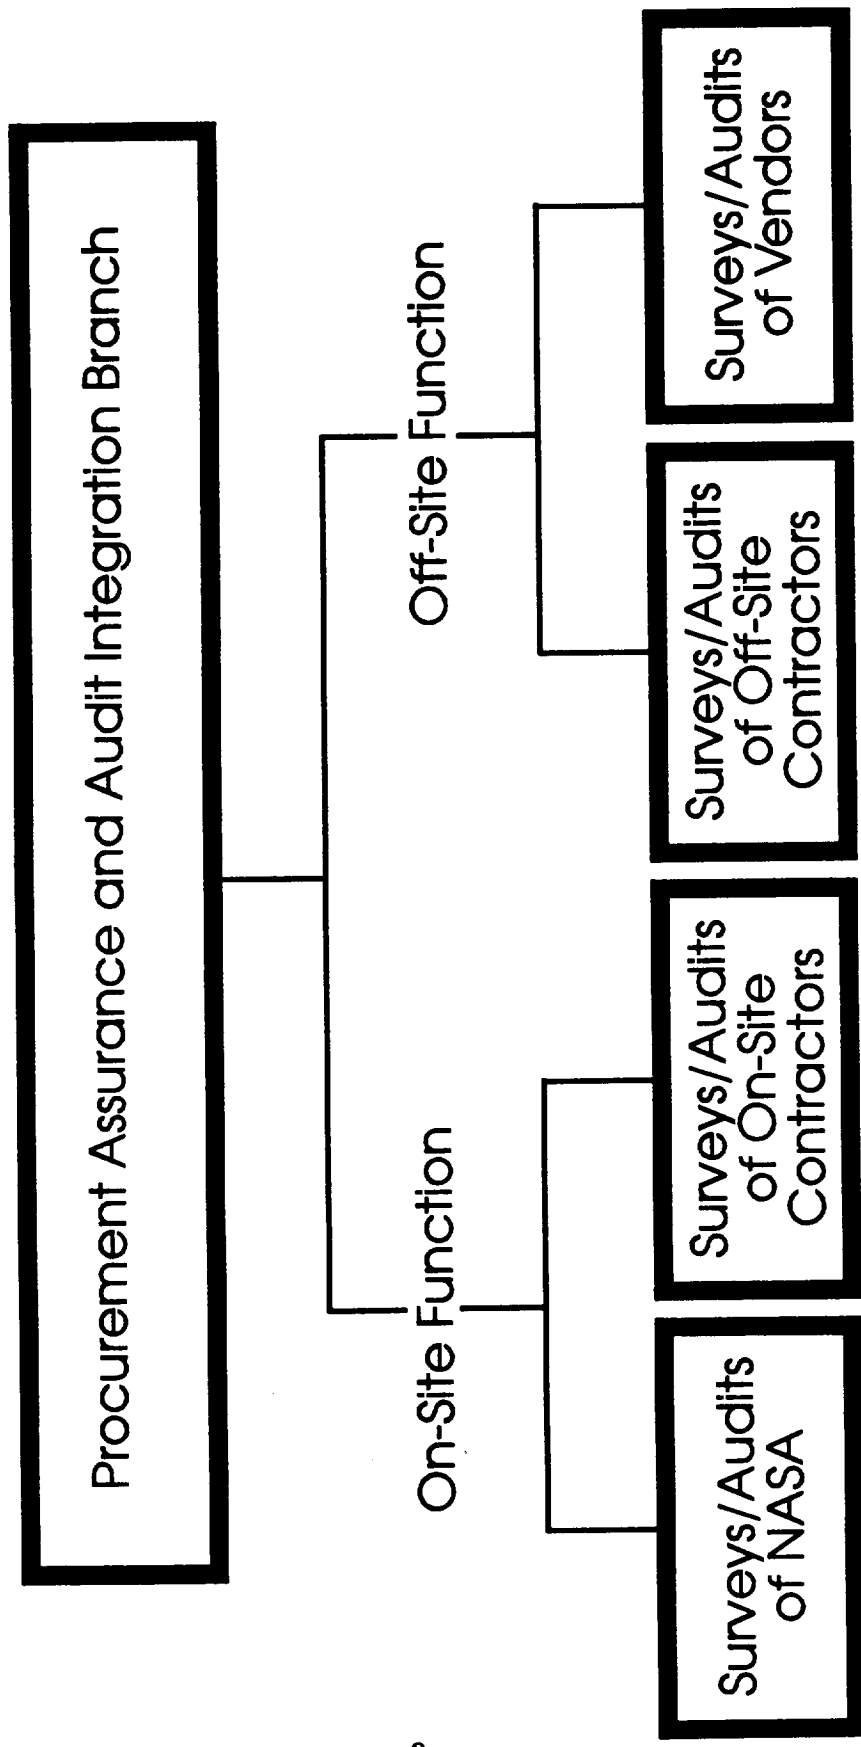 Procurement Assurance and Audit Integration Branch
On-Site Function
Off-Site Function
Surveys/Audits
of NASA
Surveys/Audits
of On-Site
Contractors
Surveys/Audits
of Off-Site
Contractors
Surveys/Audits
of Vendors